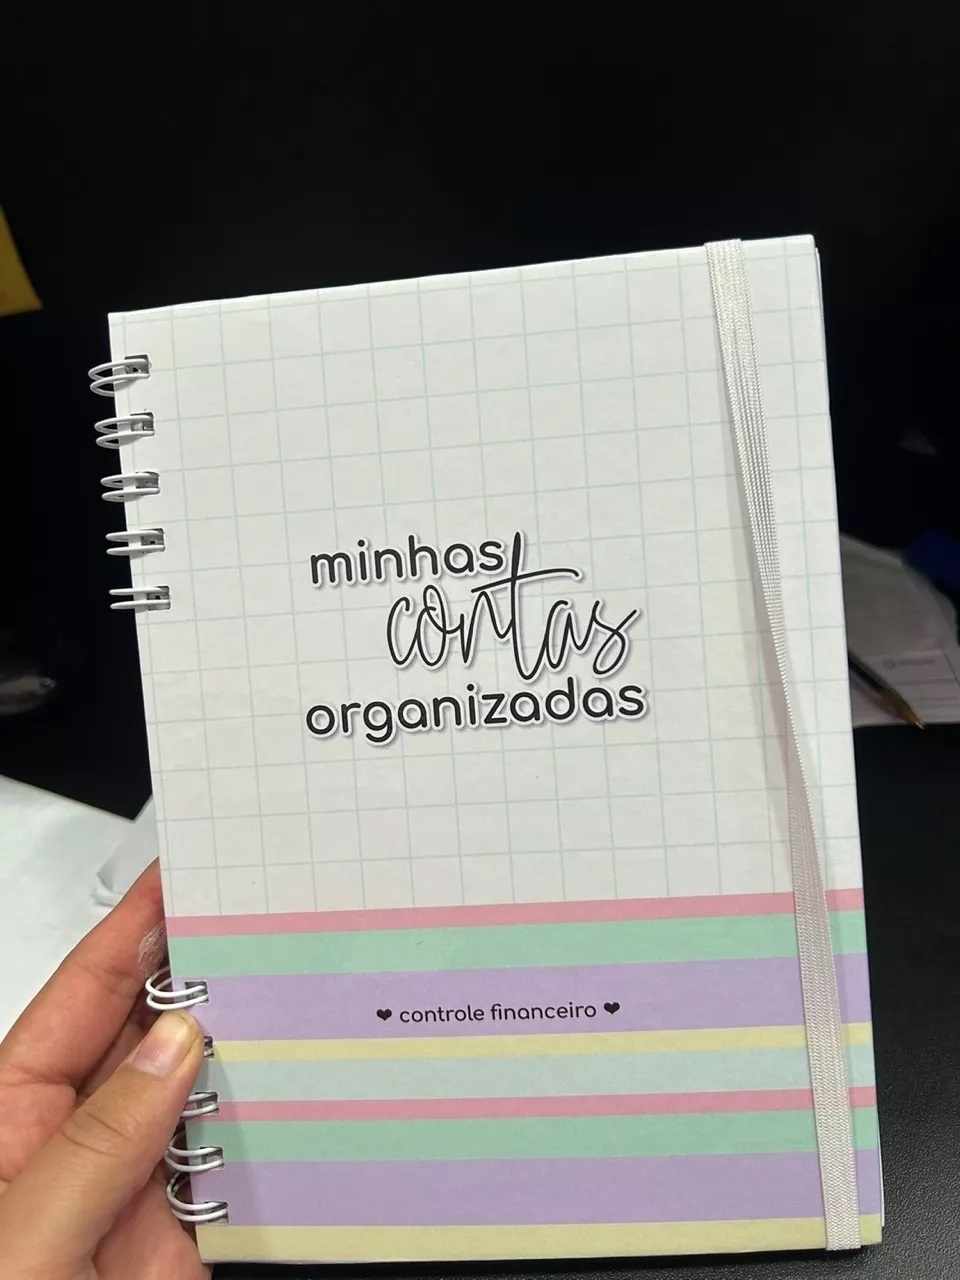 minhas
contas
organizadas
❤ controle financeiro ❤